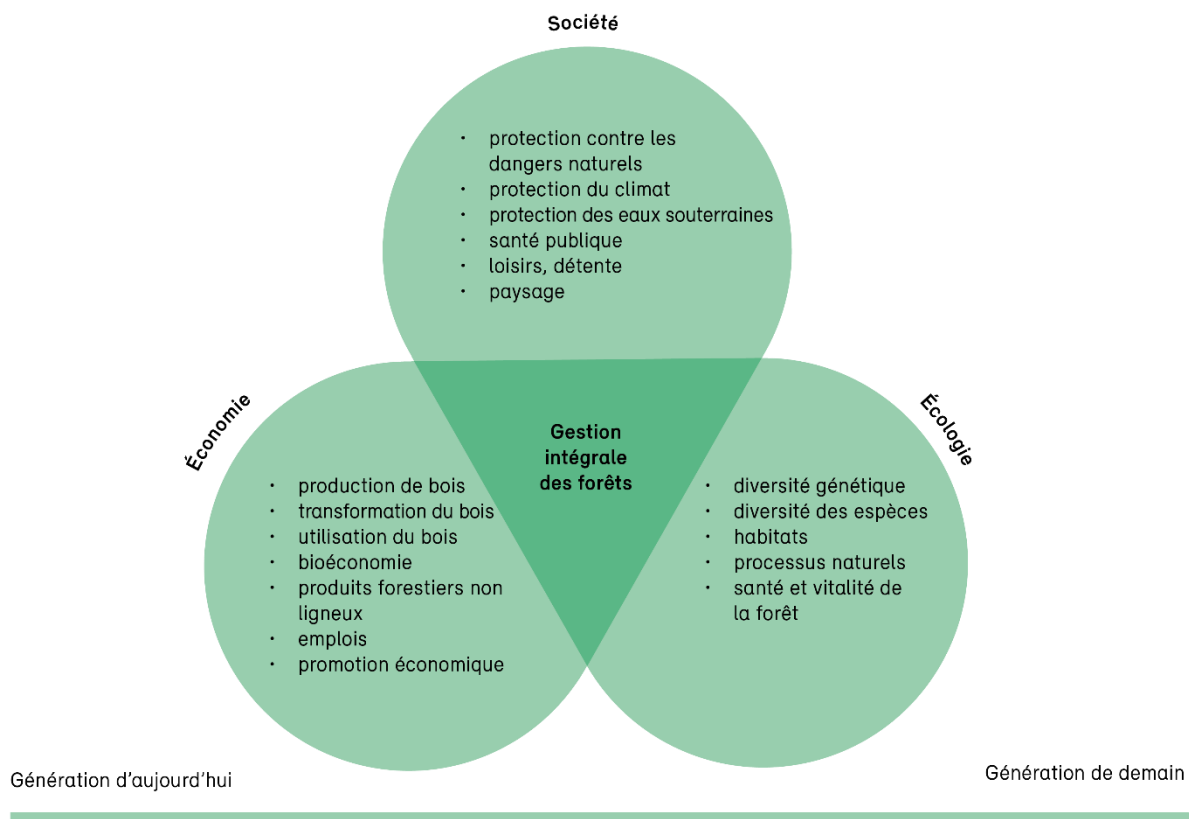 Société
· protection contre les
dangers naturels
· protection du climat
· protection des eaux souterraines
· santé publique
· loisirs, détente
· paysage
Économie
· production de bois
· transformation du bois
· utilisation du bois
· bioéconomie
· produits forestiers non
ligneux
· emplois
· promotion économique
Gestion
intégrale
des forêts
Écologie
· diversité génétique
· diversité des espèces
· habitats
· processus naturels
· santé et vitalité de
la forêt
Génération d'aujourd'hui
Génération de demain